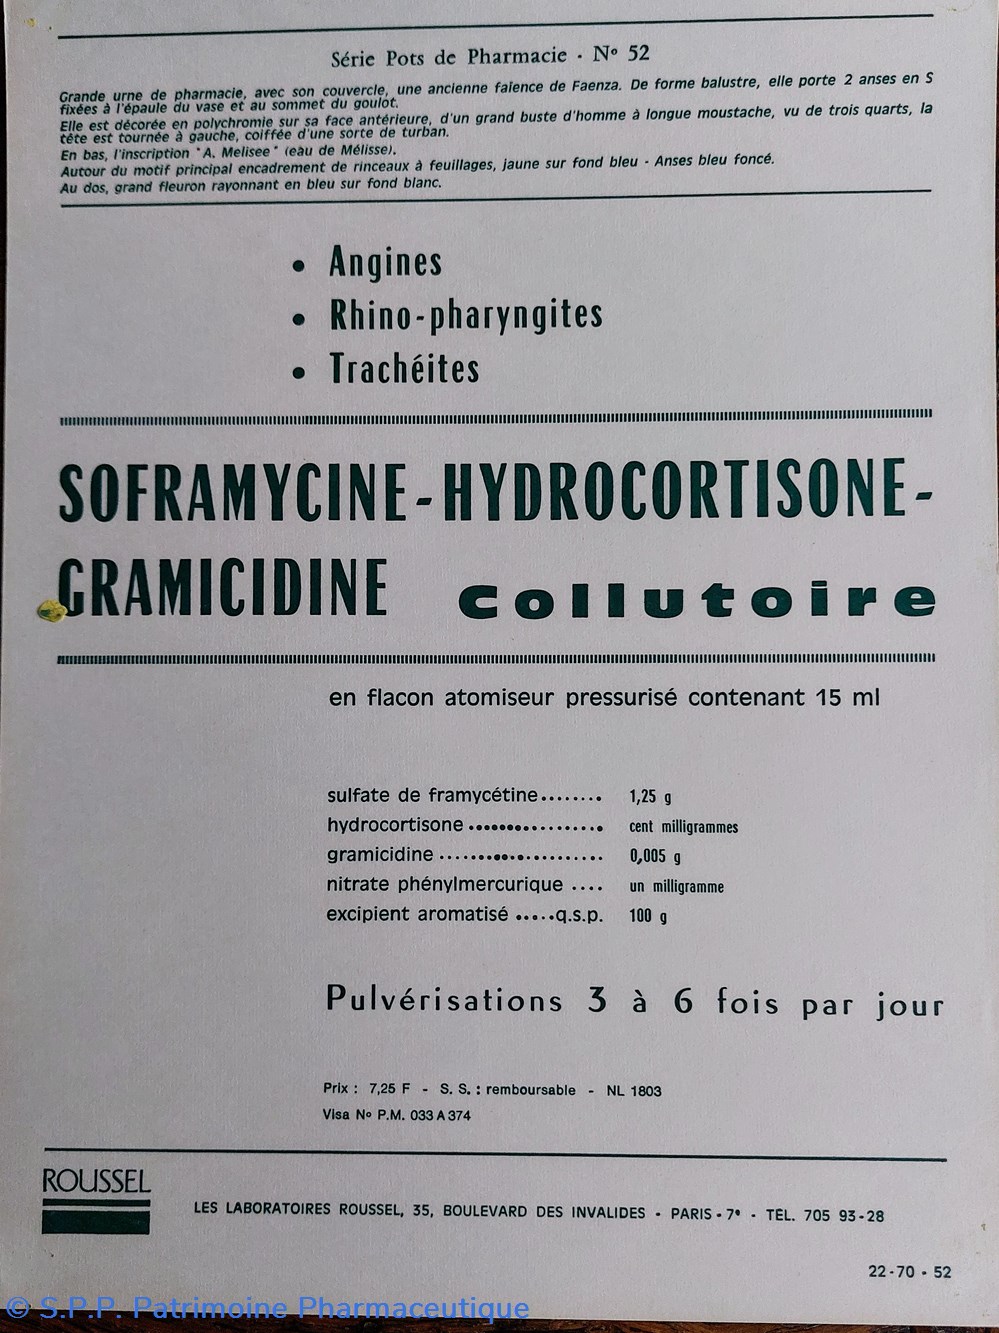 Série Pots de Pharmacie - Nº 52
Grande urne de pharmacie, avec son couvercle, une ancienne faïence de Faenza. De forme balustre, elle porte 2 anses en S
fixées à l'épaule du vase et au sommet du goulot.
Elle est décorée en polychromie sur sa face antérieure, d'un grand buste d'homme à longue moustache, vu de trois quarts, la
tête est tournée à gauche, coiffée d'une sorte de turban.
En bas, l'inscription "A. Melisee" (eau de Mélisse).
Autour du motif principal encadrement de rinceaux à feuillages, jaune sur fond bleu - Anses bleu foncé.
Au dos, grand fleuron rayonnant en bleu sur fond blanc.
• Angines
• Rhino-pharyngites
• Trachéites
SOFRAMYCINE-HYDROCORTISONE-
GRAMICIDINE collutoire
en flacon atomiseur pressurisé contenant 15 ml
sulfate de framycétine........ 1,25 g
hydrocortisone .................. cent milligrammes
gramicidine ...................... 0,005 g
nitrate phénylmercurique .... un milligramme
excipient aromatisé .....q.s.p. 100 g
Pulvérisations 3 à 6 fois par jour
Prix : 7,25 F - S. S. : remboursable - NL 1803
Visa Nº P.M. 033 A 374
ROUSSEL
LES LABORATOIRES ROUSSEL, 35, BOULEVARD DES INVALIDES - PARIS-7e - TEL. 705 93-28
22-70-52
© S.P.P. Patrimoine Pharmaceutique